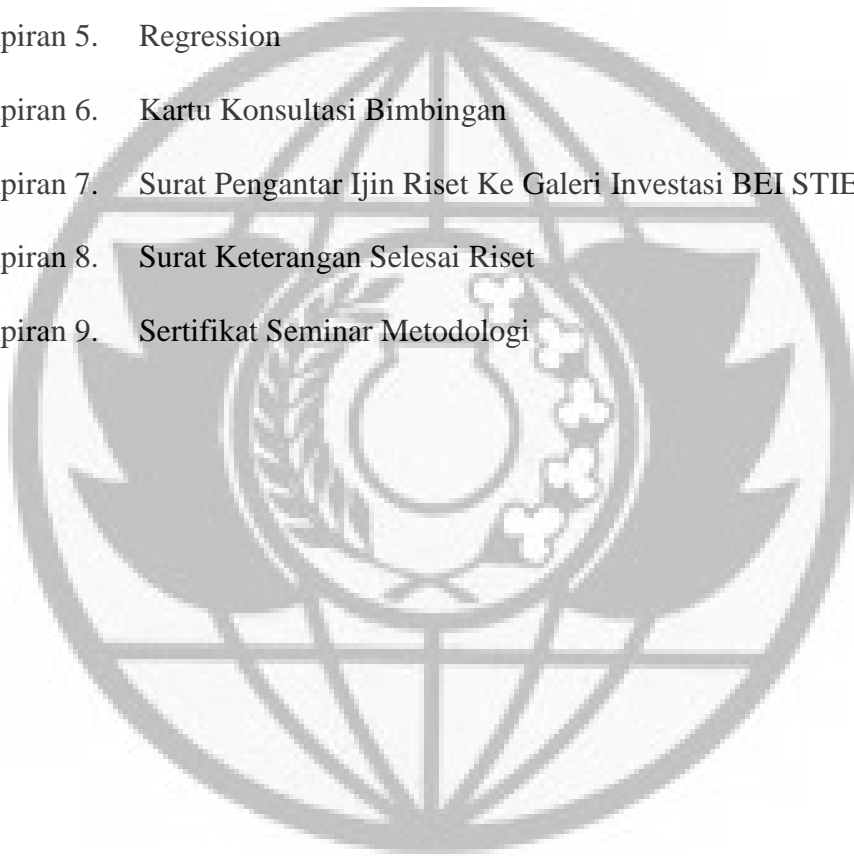 piran 5. Regression
piran 6. Kartu Konsultasi Bimbingan
piran 7. Surat Pengantar Ijin Riset Ke Galeri Investasi BEI STIE
piran 8. Surat Keterangan Selesai Riset
piran 9. Sertifikat Seminar Metodologi